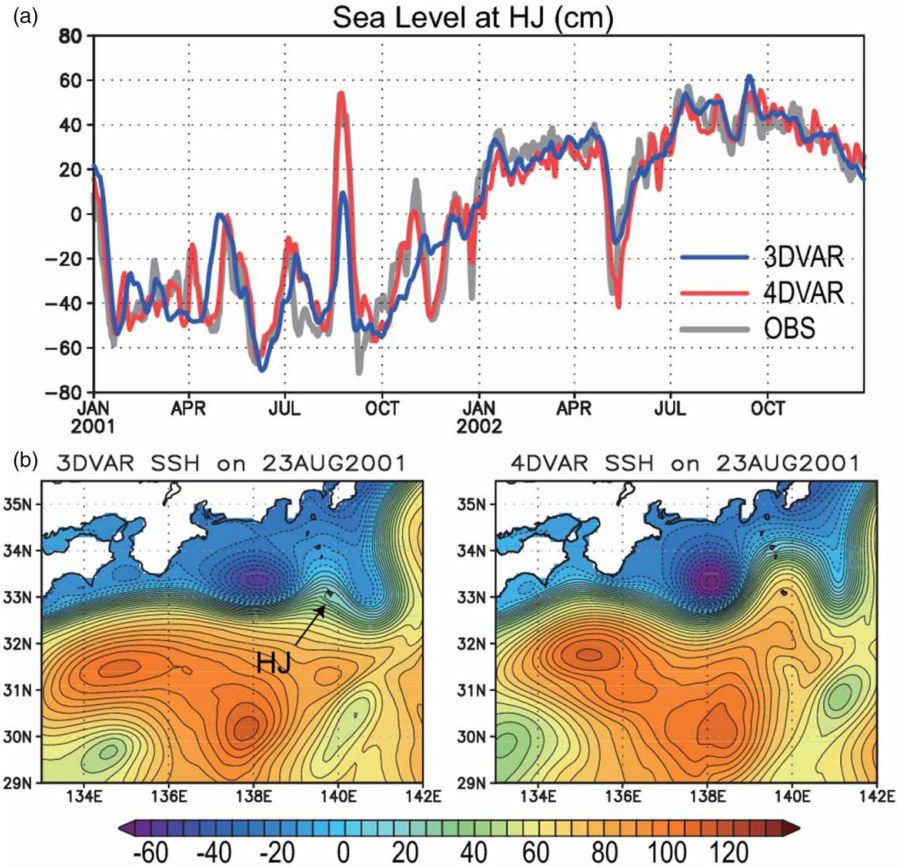 (a)
Sea Level at HJ (cm)
80
60
40
20
0
−20
−40
−60
−80
3DVAR
4DVAR
OBS
JAN APR JUL OCT JAN APR JUL OCT
2001 2002
(b)
3DVAR SSH on 23AUG2001 4DVAR SSH on 23AUG2001
35N 35N
34N 34N
33N 33N
32N 32N
HJ
31N 31N
30N 30N
29N 29N
134E 136E 138E 140E 142E 134E 136E 138E 140E 142E
-60 -40 -20 0 20 40 60 80 100 120